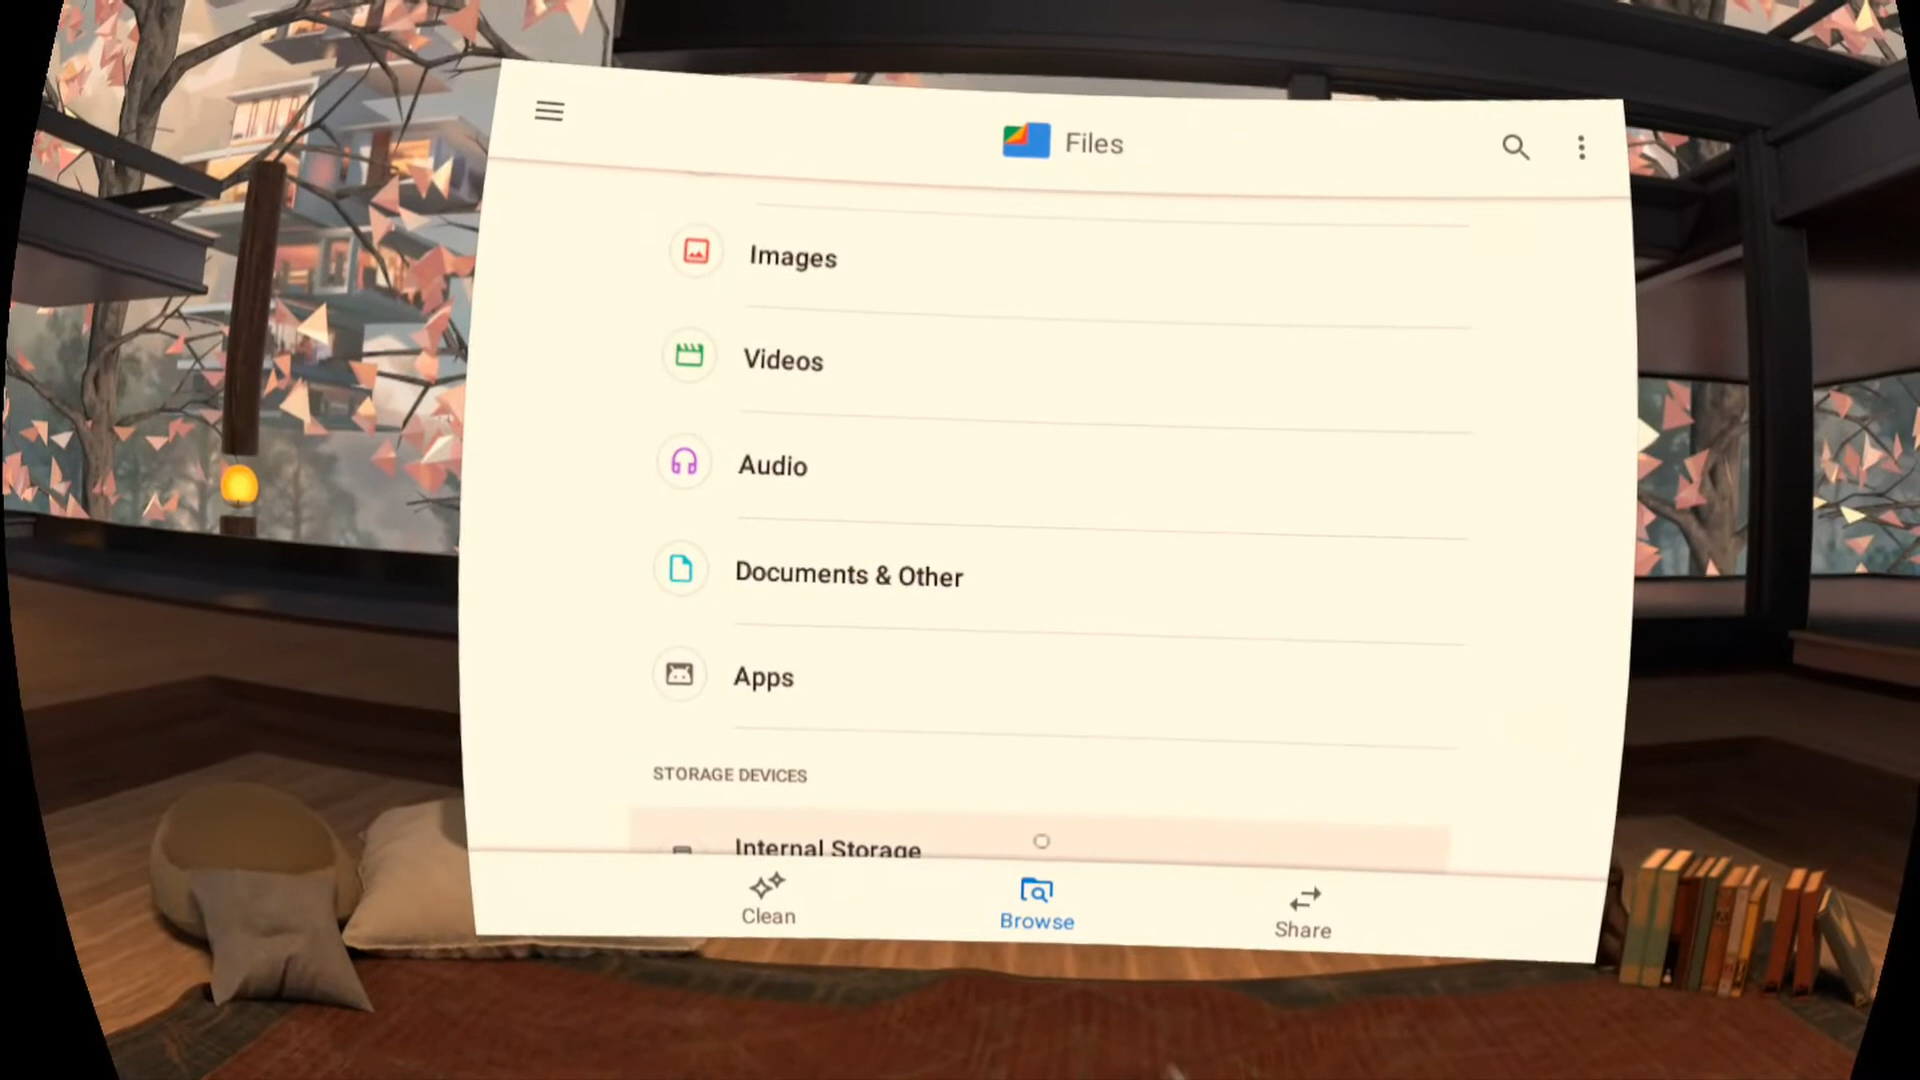 Files
Images
Videos
Audio
Documents & Other
Apps
STORAGE DEVICES
Internal Storage
Clean
Browse
Share